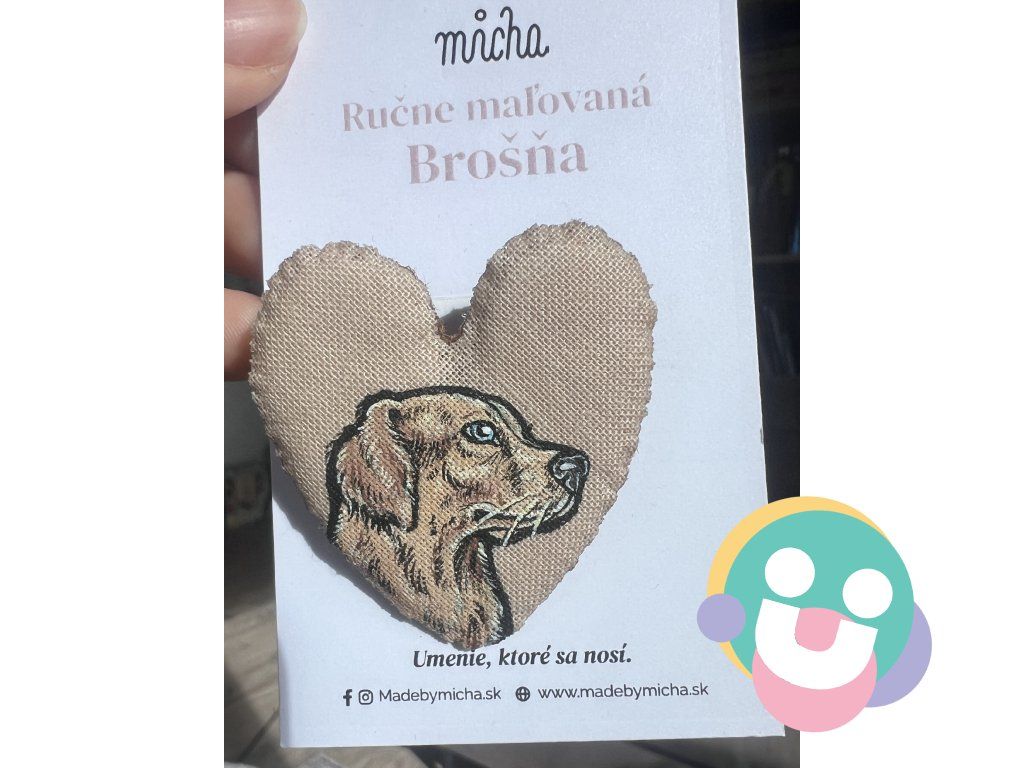 micha
Ručne maľovaná
Brošňa
Umenie, ktoré sa nosí.
Madebymicha.sk www.madebymicha.sk